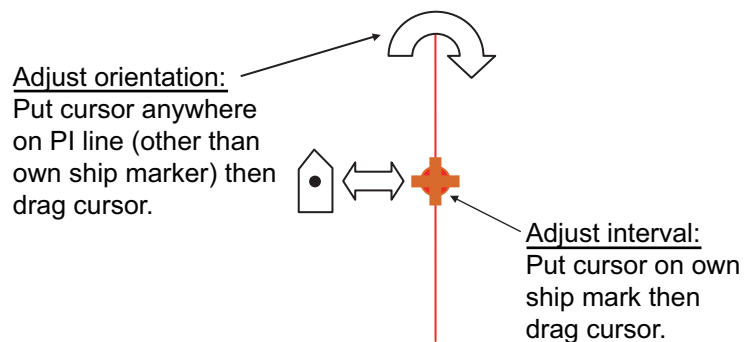 Adjust orientation:
Put cursor anywhere
on PI line (other than
own ship marker) then
drag cursor.
Adjust interval:
Put cursor on own
ship mark then
drag cursor.